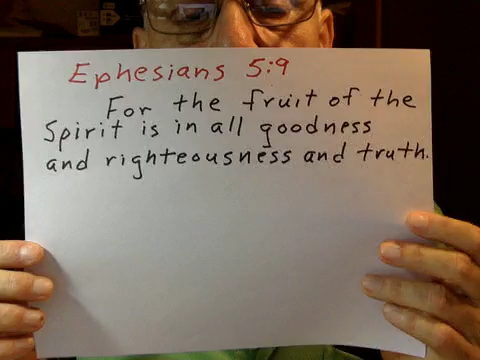 Ephesians 5:9
For the fruit of the
Spirit is in all goodness
and righteousness and truth.